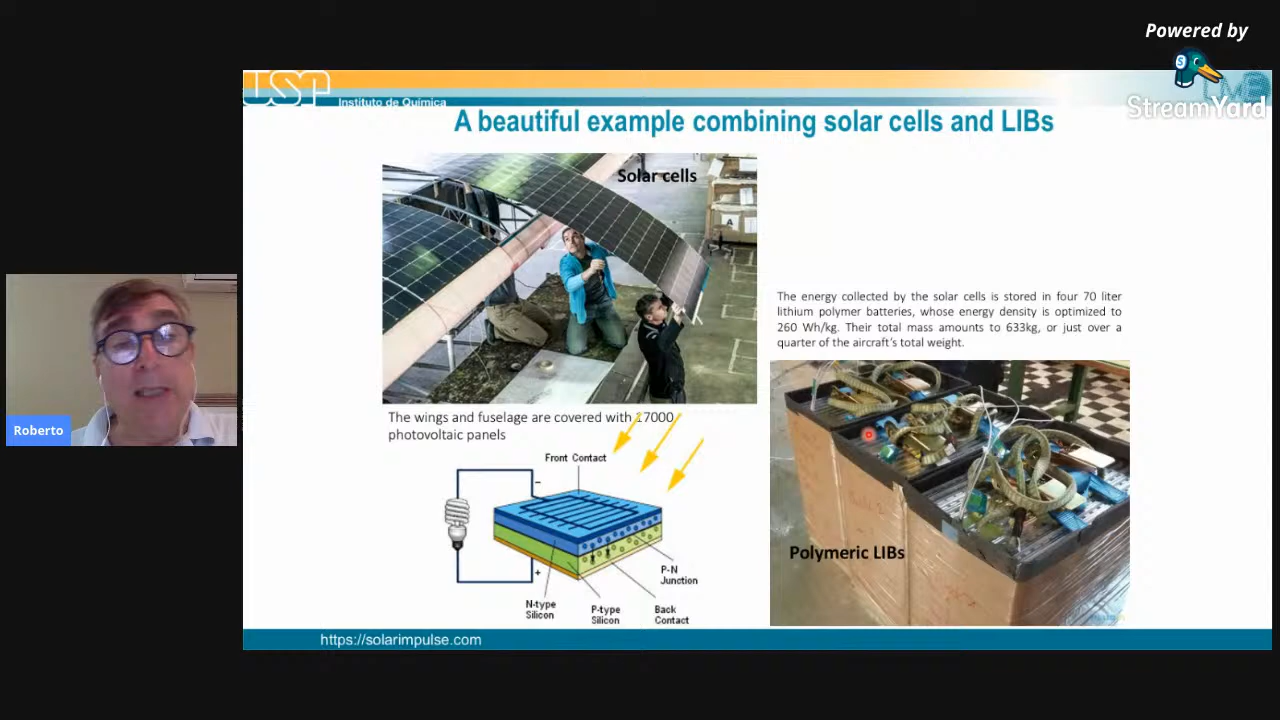 Powered by
StreamYard
USP
Instituto de Química
A beautiful example combining solar cells and LIBs
Solar cells
A
The wings and fuselage are covered with 17000
photovoltaic panels
The energy collected by the solar cells is stored in four 70 liter
lithium polymer batteries, whose energy density is optimized to
260 Wh/kg. Their total mass amounts to 633kg, or just over a
quarter of the aircraft's total weight.
Front Contact
-
+
P-N
Junction
N-type
Silicon
P-type
Silicon
Back
Contact
Polymeric LIBs
Roberto
https://solarimpulse.com